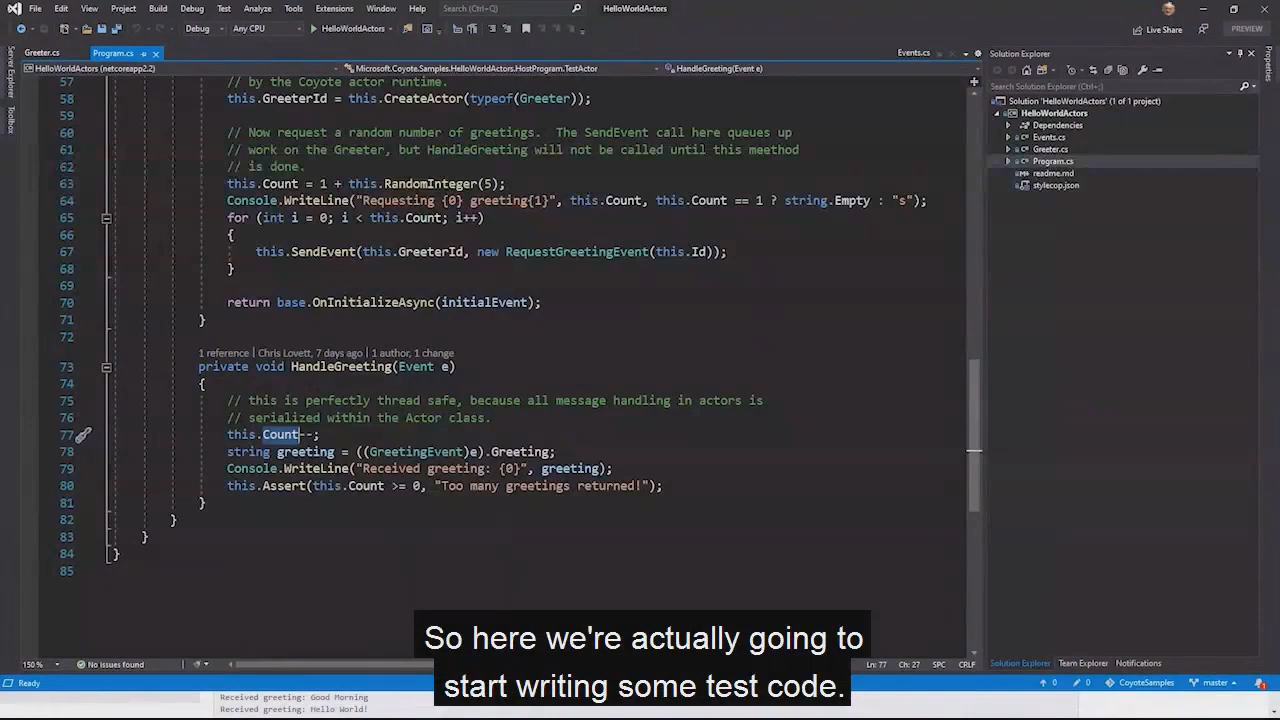 File Edit View Project Build Debug Test Analyze Tools Extensions Window Help Search (Ctrl+Q) HelloWorldActors
Debug Any CPU HelloWorldActors Live Share PREVIEW
Greeter.cs Program.cs Events.cs Solution Explorer
HelloWorldActors (netcoreapp2.2) Microsoft.Coyote.Samples.HelloWorldActors.HostProgram.TestActor HandleGreeting(Event e)
Server Explorer
Toolbox
Properties
Search Solution Explorer (Ctrl+;)
Solution 'HelloWorldActors' (1 of 1 project)
HelloWorldActors
Dependencies
Events.cs
Greeter.cs
Program.cs
readme.md
stylecop.json
57 // by the Coyote actor runtime.
58 this.GreeterId = this.CreateActor(typeof(Greeter));
59
60 // Now request a random number of greetings. The SendEvent call here queues up
61 // work on the Greeter, but HandleGreeting will not be called until this meethod
62 // is done.
63 this.Count = 1 + this.RandomInteger(5);
64 Console.WriteLine("Requesting {0} greeting{1}", this.Count, this.Count == 1 ? string.Empty : "s");
65 for (int i = 0; i < this.Count; i++)
66 {
67 this.SendEvent(this.GreeterId, new RequestGreetingEvent(this.Id));
68 }
69
70 return base.OnInitializeAsync(initialEvent);
71 }
72
1 reference | Chris Lovett, 7 days ago | 1 author, 1 change
73 private void HandleGreeting(Event e)
74 {
75 // this is perfectly thread safe, because all message handling in actors is
76 // serialized within the Actor class.
77 this.Count--;
78 string greeting = ((GreetingEvent)e).Greeting;
79 Console.WriteLine("Received greeting: {0}", greeting);
80 this.Assert(this.Count >= 0, "Too many greetings returned!");
81 }
82 }
83 }
84 }
85
So here we're actually going to
start writing some test code.
150 % No issues found Ln: 77 Ch: 27 SPC CRLF Solution Explorer Team Explorer Notifications
Ready 0 0 CoyoteSamples master
Received greeting: Good Morning
Received greeting: Hello World!